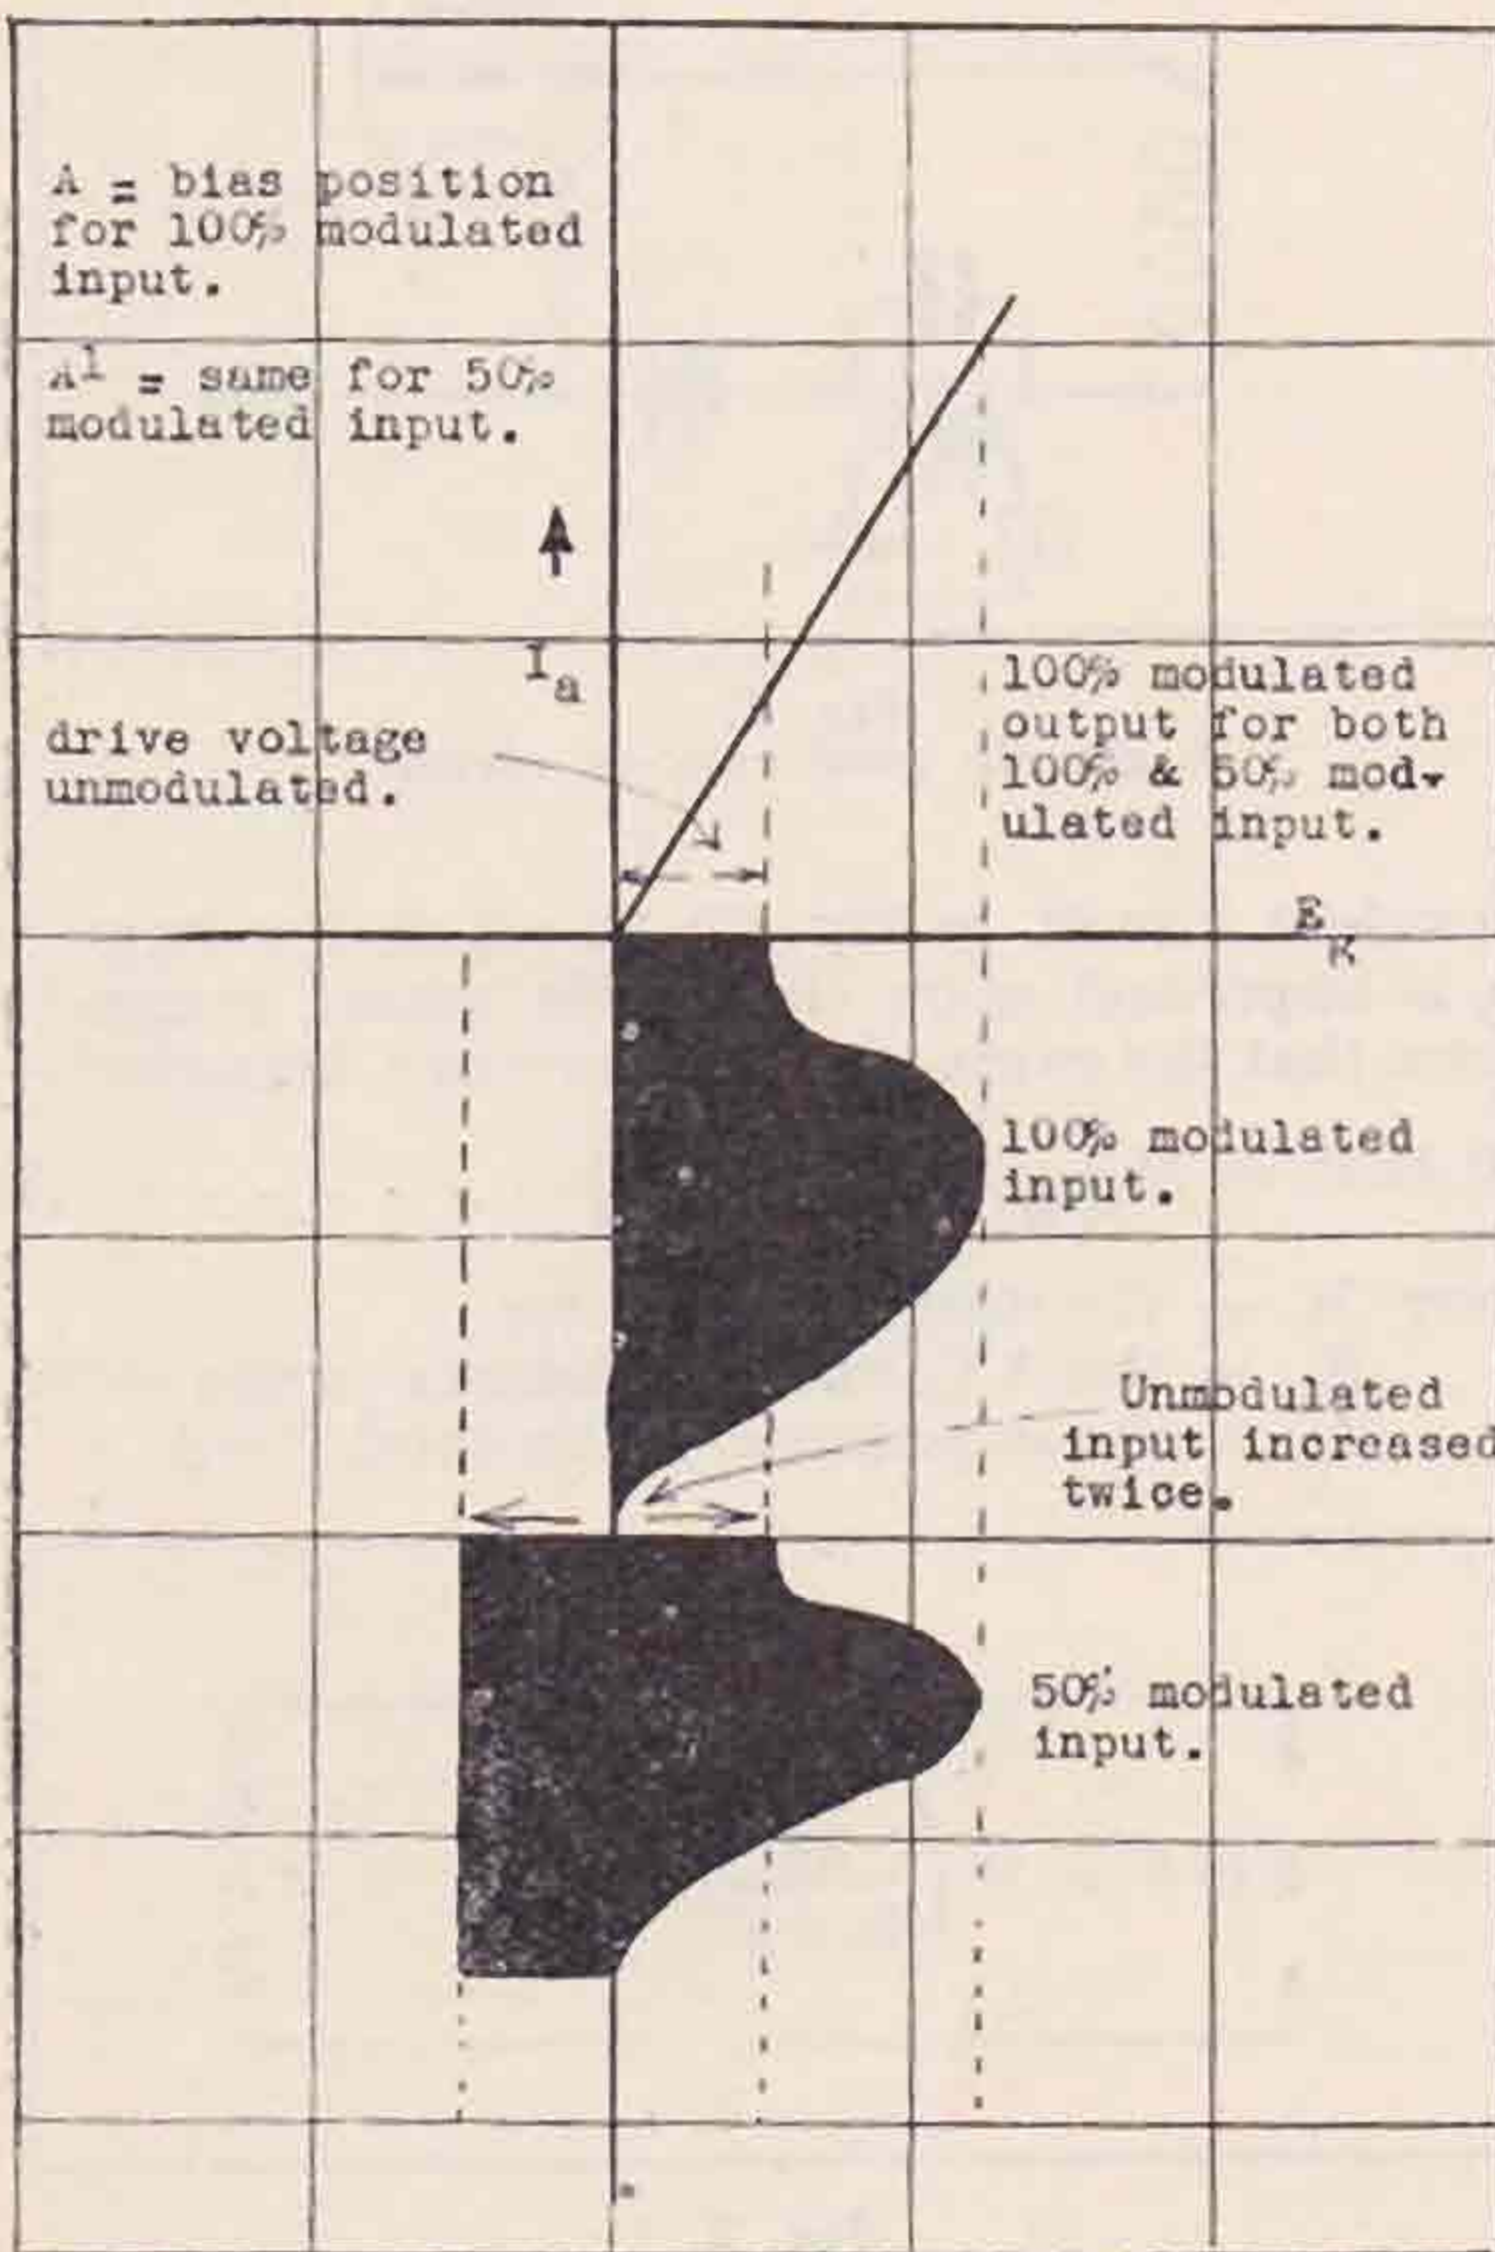 A = bias position
for 100% modulated
input.
A1 = same for 50%
modulated input.
Ia
drive voltage
unmodulated.
100% modulated
output for both
100% & 50% mod-
ulated input.
Eg
100% modulated
input.
Unmodulated
input increased
twice.
50% modulated
input.